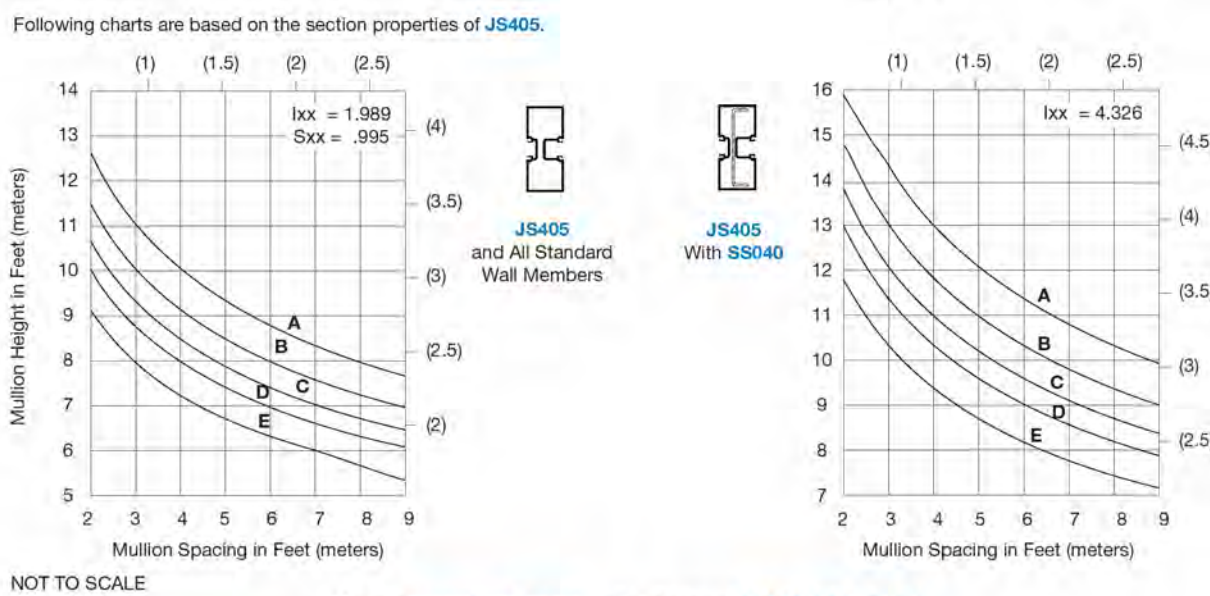 Following charts are based on the section properties of JS405.
(1) (1.5) (2) (2.5)
14
13
12
11
10
9
8
7
6
5
Mullion Height in Feet (meters)
Ixx = 1.989
Sxx = .995
(4)
(3.5)
(3)
(2.5)
(2)
A
B
C
D
E
2 3 4 5 6 7 8 9
Mullion Spacing in Feet (meters)
JS405
and All Standard
Wall Members
JS405
With SS040
(1) (1.5) (2) (2.5)
16
15
14
13
12
11
10
9
8
7
Ixx = 4.326
(4.5)
(4)
(3.5)
(3)
(2.5)
A
B
C
D
E
2 3 4 5 6 7 8 9
Mullion Spacing in Feet (meters)
NOT TO SCALE